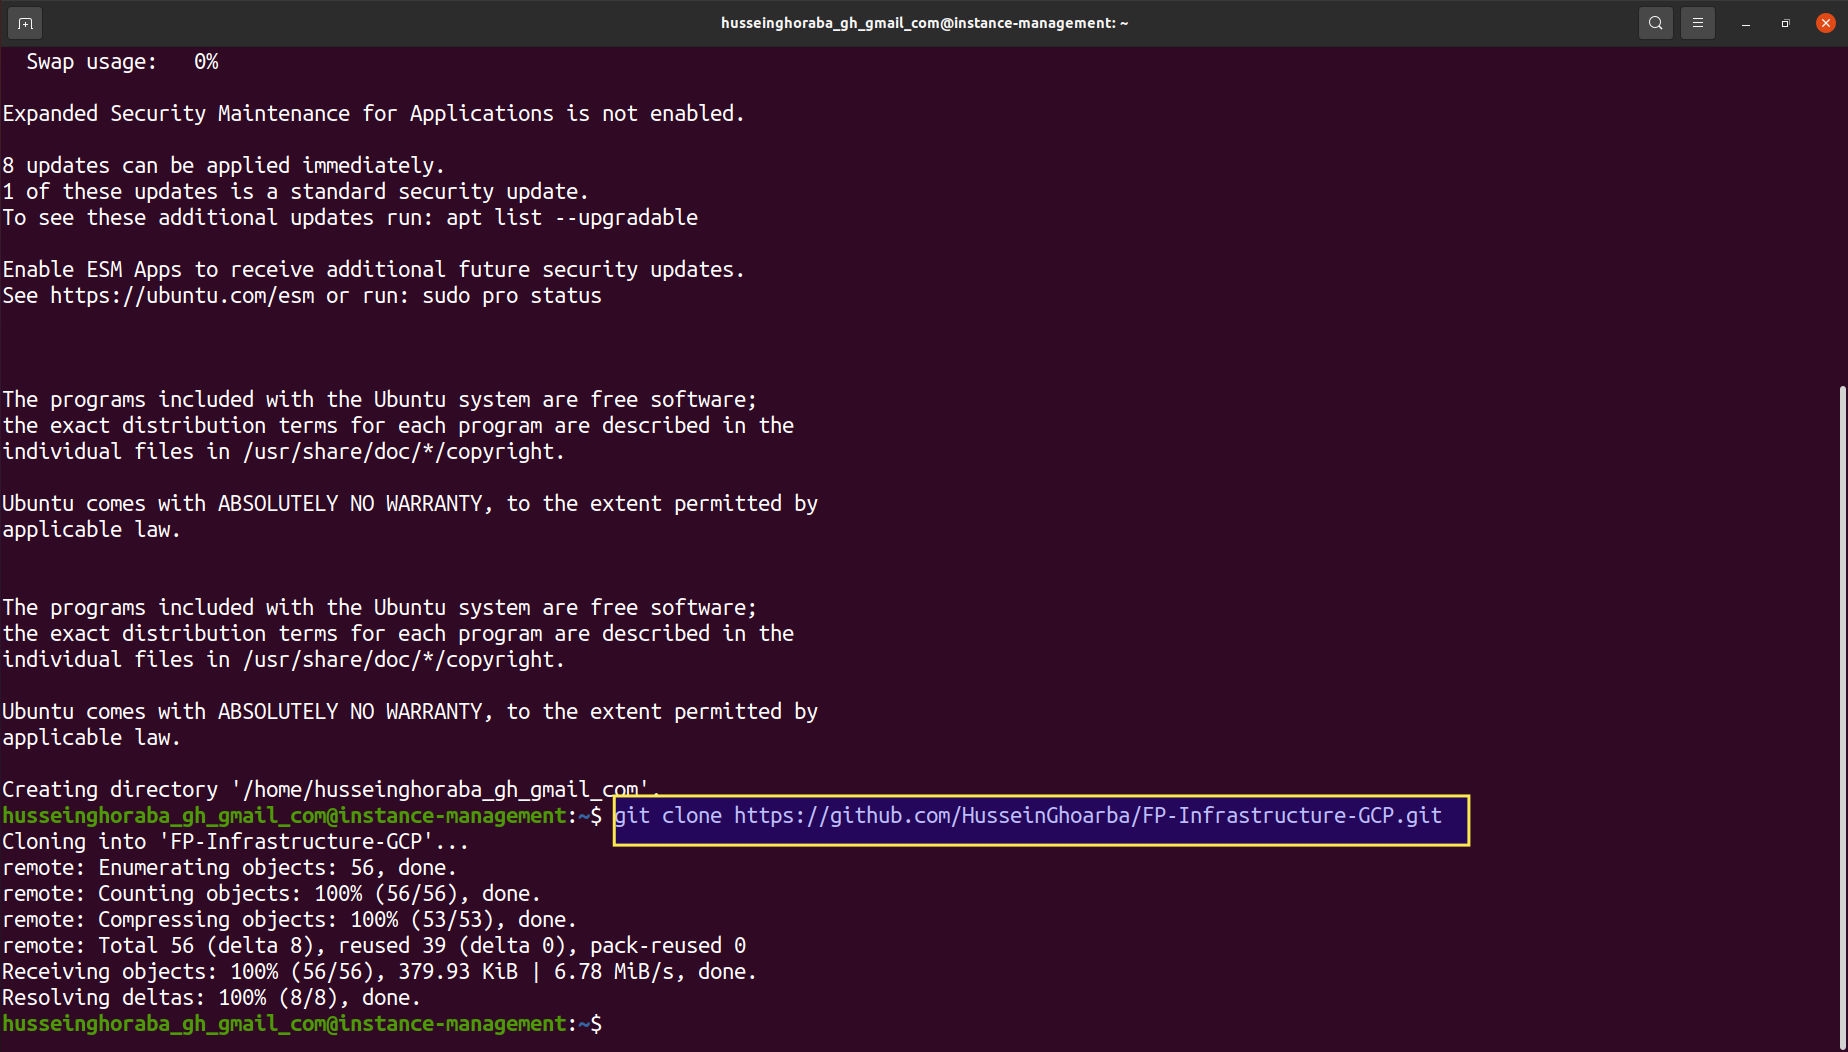 husseinghoraba_gh_gmail_com@instance-management: ~
Swap usage:   0%
Expanded Security Maintenance for Applications is not enabled.
8 updates can be applied immediately.
1 of these updates is a standard security update.
To see these additional updates run: apt list --upgradable
Enable ESM Apps to receive additional future security updates.
See https://ubuntu.com/esm or run: sudo pro status
The programs included with the Ubuntu system are free software;
the exact distribution terms for each program are described in the
individual files in /usr/share/doc/*/copyright.
Ubuntu comes with ABSOLUTELY NO WARRANTY, to the extent permitted by
applicable law.
The programs included with the Ubuntu system are free software;
the exact distribution terms for each program are described in the
individual files in /usr/share/doc/*/copyright.
Ubuntu comes with ABSOLUTELY NO WARRANTY, to the extent permitted by
applicable law.
Creating directory '/home/husseinghoraba_gh_gmail_com'.
husseinghoraba_gh_gmail_com@instance-management:~$ git clone https://github.com/HusseinGhoarba/FP-Infrastructure-GCP.git
Cloning into 'FP-Infrastructure-GCP'...
remote: Enumerating objects: 56, done.
remote: Counting objects: 100% (56/56), done.
remote: Compressing objects: 100% (53/53), done.
remote: Total 56 (delta 8), reused 39 (delta 0), pack-reused 0
Receiving objects: 100% (56/56), 379.93 KiB | 6.78 MiB/s, done.
Resolving deltas: 100% (8/8), done.
husseinghoraba_gh_gmail_com@instance-management:~$